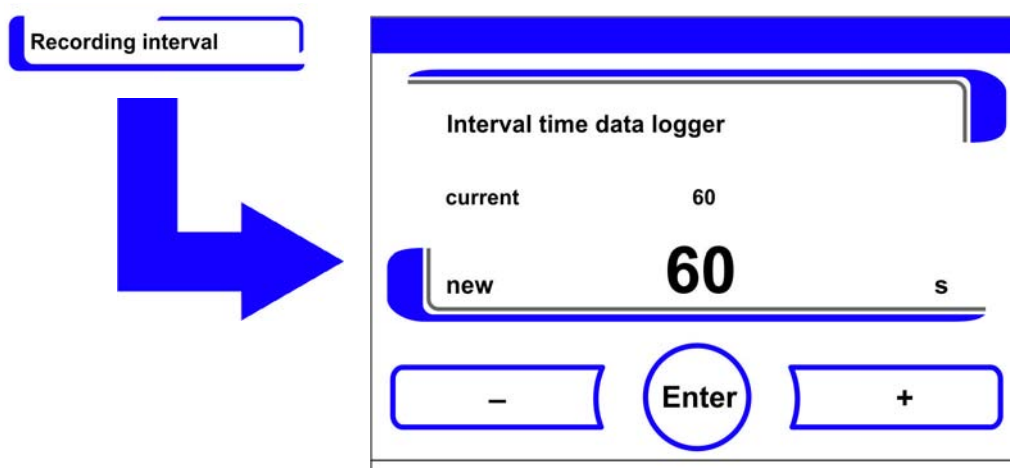 Recording interval
Interval time data logger
current 60
new 60 s
– Enter +